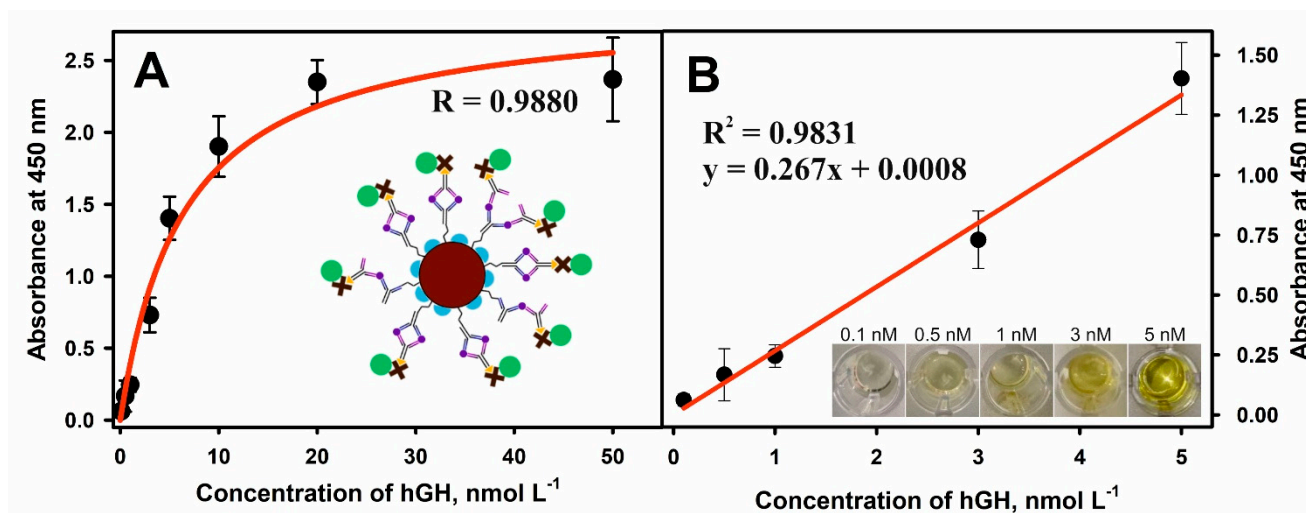 A
R = 0.9880
Absorbance at 450 nm
2.5
2.0
1.5
1.0
0.5
0.0
0 10 20 30 40 50
Concentration of hGH, nmol L⁻¹
B
R² = 0.9831
y = 0.267x + 0.0008
0.1 nM 0.5 nM 1 nM 3 nM 5 nM
1.50
1.25
1.00
0.75
0.50
0.25
0.00
Absorbance at 450 nm
0 1 2 3 4 5
Concentration of hGH, nmol L⁻¹